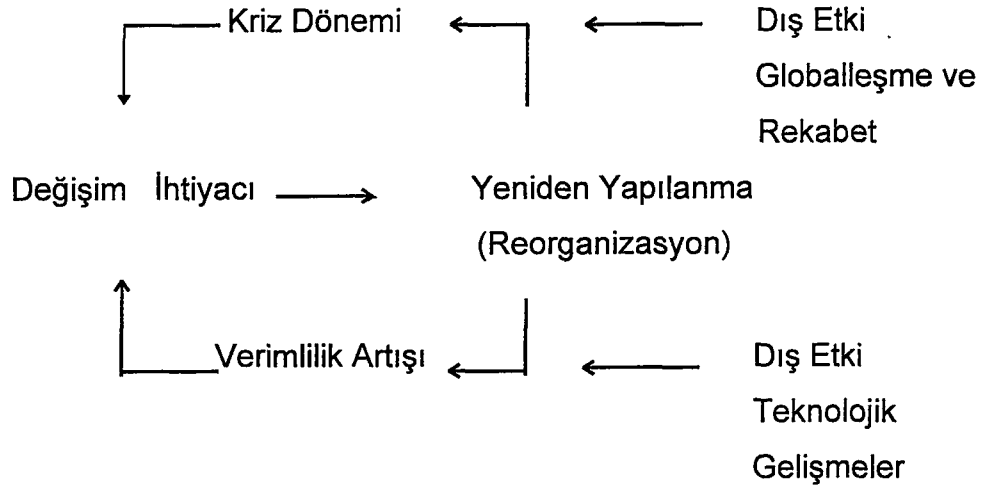 Kriz Dönemi
Dış Etki
Globalleşme ve
Rekabet
Değişim İhtiyacı
Yeniden Yapılanma
(Reorganizasyon)
Verimlilik Artışı
Dış Etki
Teknolojik
Gelişmeler